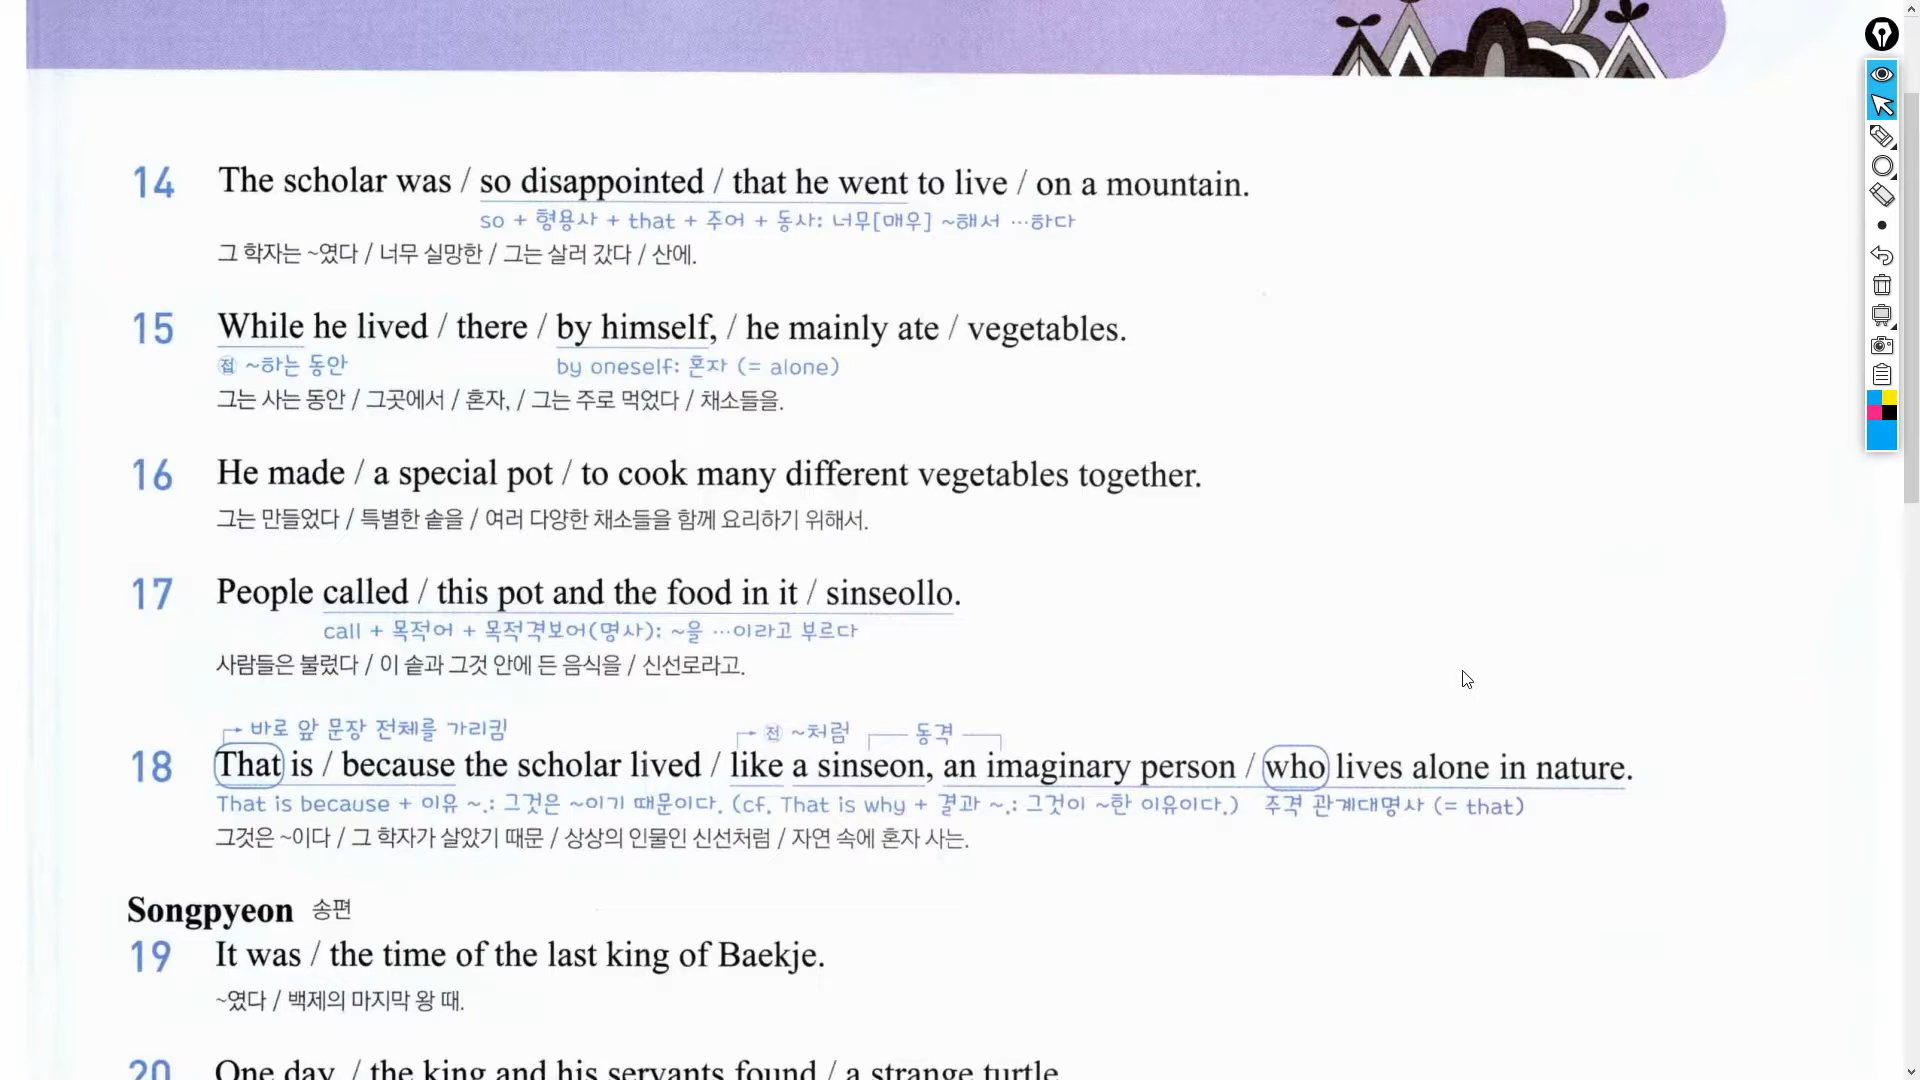 14 The scholar was / so disappointed / that he went to live / on a mountain.
so + 형용사 + that + 주어 + 동사: 너무[매우] ~해서 …하다
그 학자는 ~였다 / 너무 실망한 / 그는 살러 갔다 / 산에.
15 While he lived / there / by himself, / he mainly ate / vegetables.
접 ~하는 동안 by oneself: 혼자 (= alone)
그는 사는 동안 / 그곳에서 / 혼자, / 그는 주로 먹었다 / 채소들을.
16 He made / a special pot / to cook many different vegetables together.
그는 만들었다 / 특별한 솥을 / 여러 다양한 채소들을 함께 요리하기 위해서.
17 People called / this pot and the food in it / sinseollo.
call + 목적어 + 목적격보어(명사): ~을 …이라고 부르다
사람들은 불렀다 / 이 솥과 그것 안에 든 음식을 / 신선로라고.
바로 앞 문장 전체를 가리킴 전 ~처럼 동격
18 That is / because the scholar lived / like a sinseon, an imaginary person / who lives alone in nature.
That is because + 이유 ~.: 그것은 ~이기 때문이다. (cf. That is why + 결과 ~.: 그것이 ~한 이유이다.) 주격 관계대명사 (= that)
그것은 ~이다 / 그 학자가 살았기 때문 / 상상의 인물인 신선처럼 / 자연 속에 혼자 사는.
Songpyeon 송편
19 It was / the time of the last king of Baekje.
~였다 / 백제의 마지막 왕 때.
20 One day, / the king and his servants found / a strange turtle